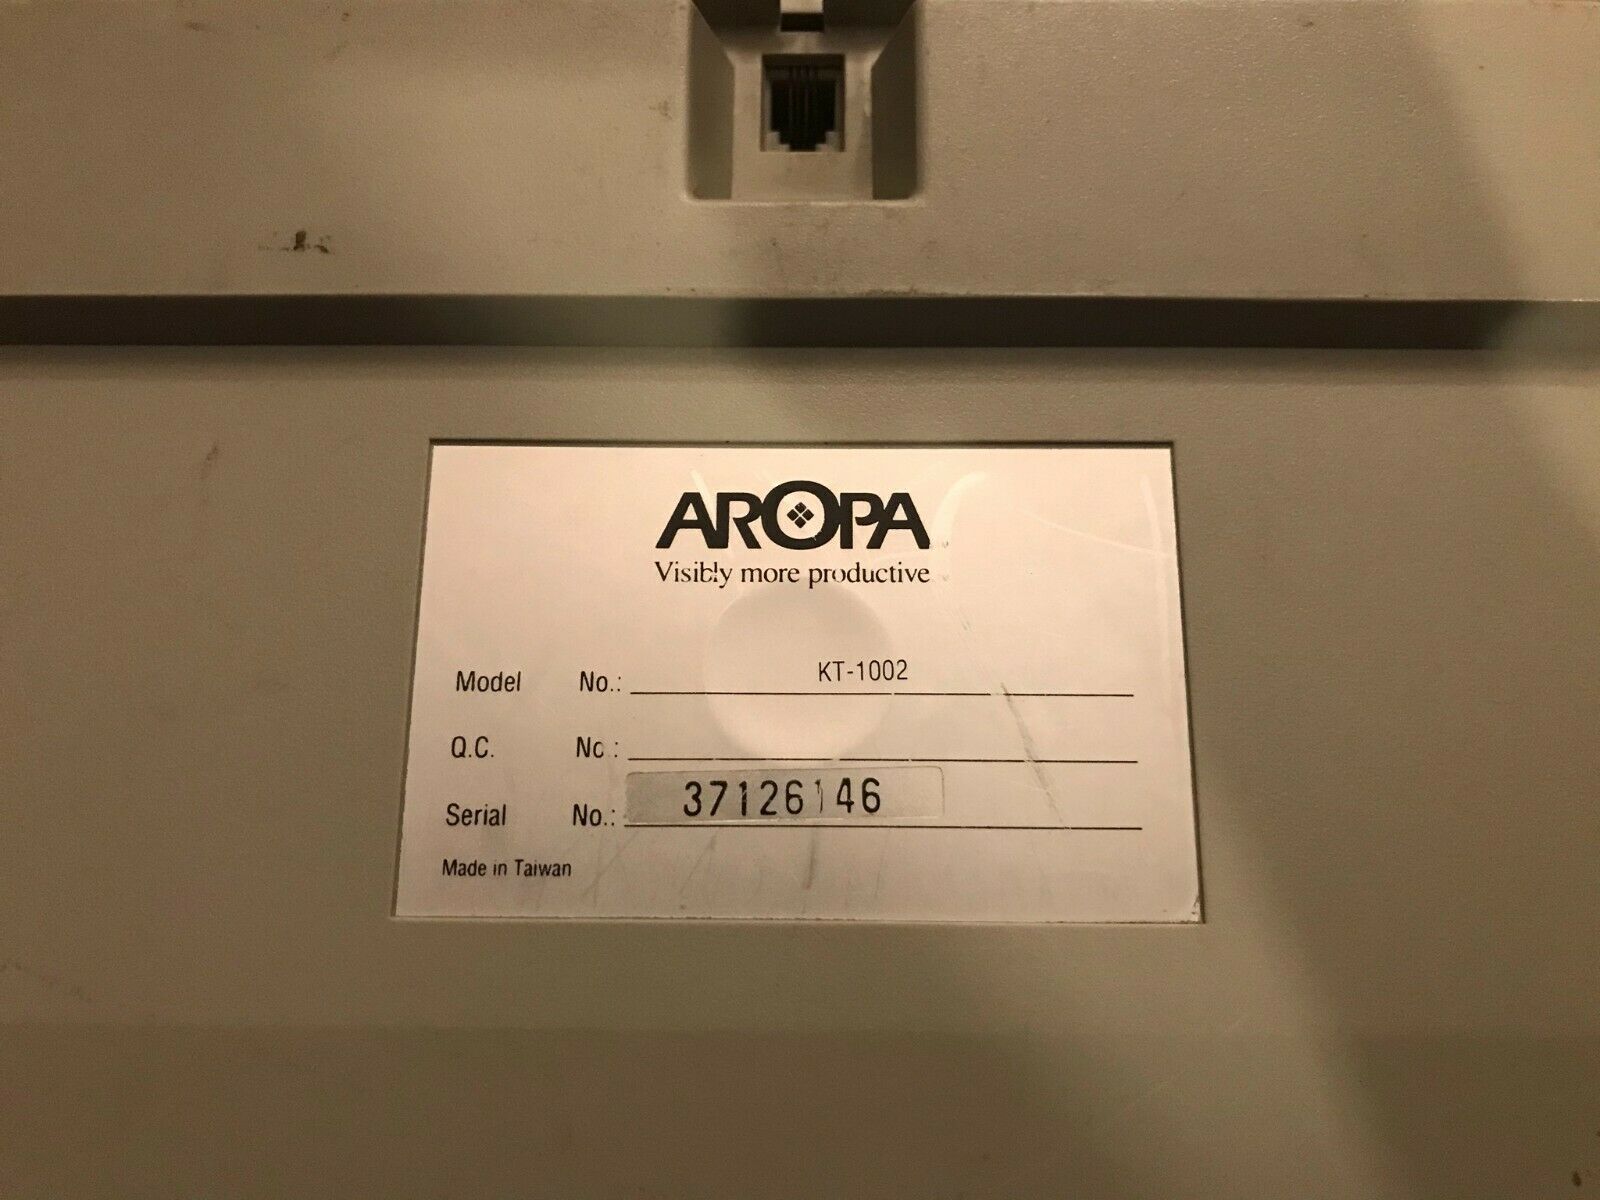 AROPA
Visibly more productive
Model No.: KT-1002
Q.C. No.:
Serial No.: 37126146
Made in Taiwan